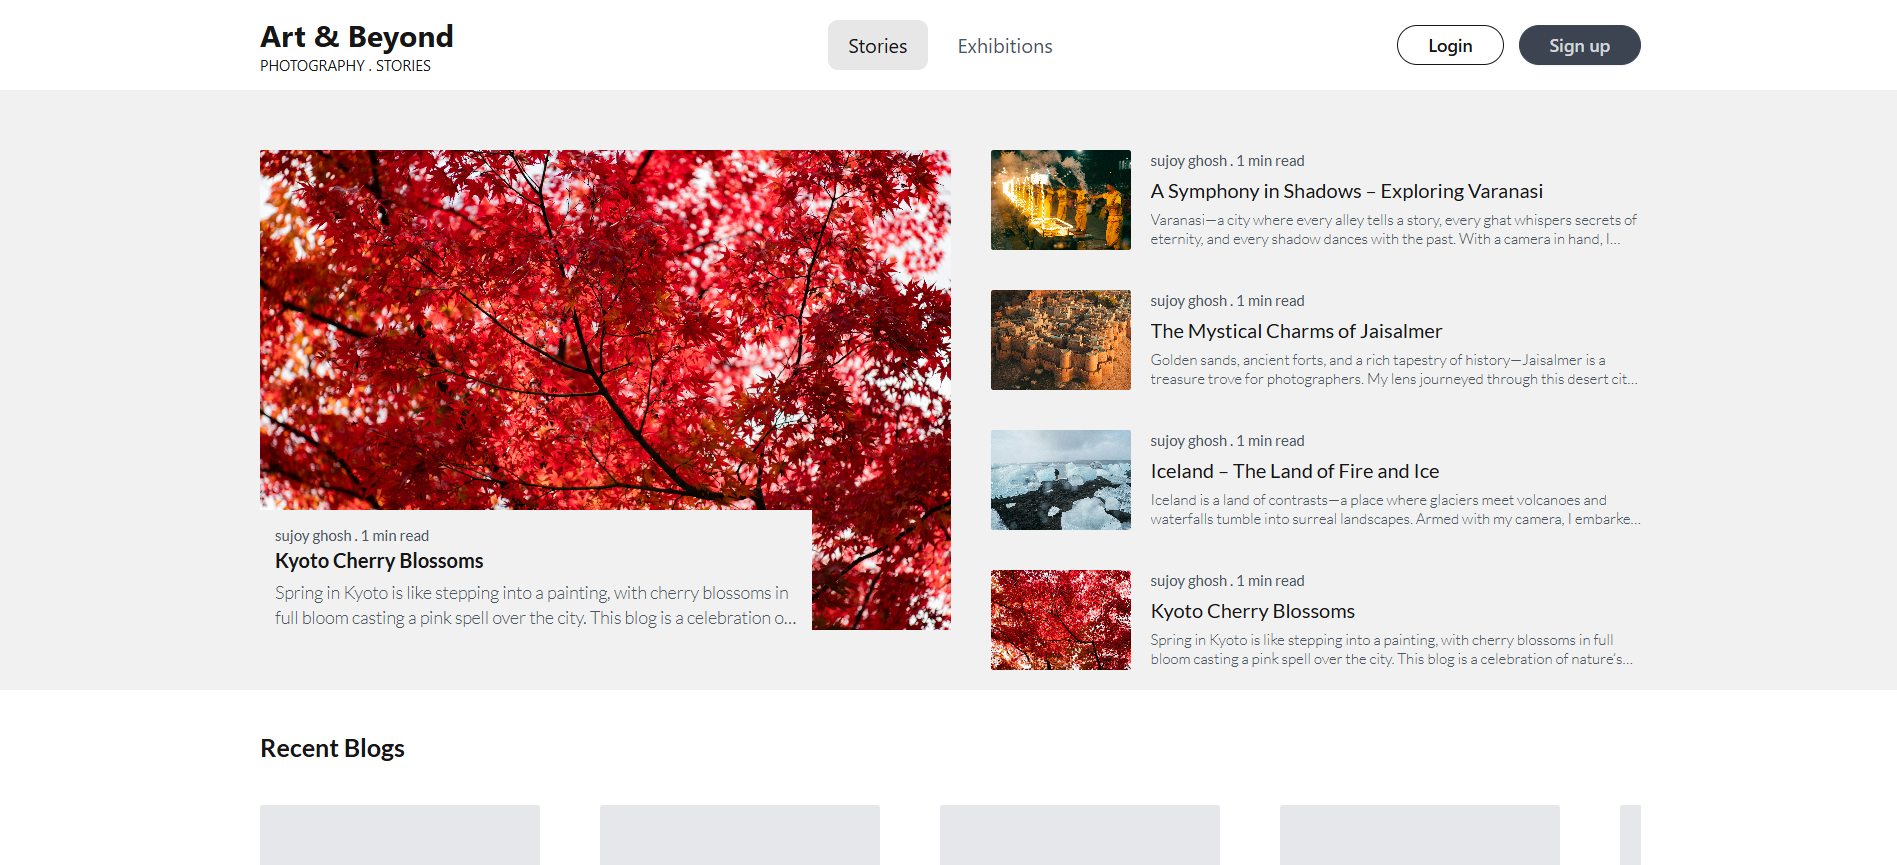 Art & Beyond
PHOTOGRAPHY . STORIES
Stories
Exhibitions
Login
Sign up
sujoy ghosh . 1 min read
Kyoto Cherry Blossoms
Spring in Kyoto is like stepping into a painting, with cherry blossoms in
full bloom casting a pink spell over the city. This blog is a celebration o...
sujoy ghosh . 1 min read
A Symphony in Shadows – Exploring Varanasi
Varanasi—a city where every alley tells a story, every ghat whispers secrets of
eternity, and every shadow dances with the past. With a camera in hand, I...
sujoy ghosh . 1 min read
The Mystical Charms of Jaisalmer
Golden sands, ancient forts, and a rich tapestry of history—Jaisalmer is a
treasure trove for photographers. My lens journeyed through this desert cit...
sujoy ghosh . 1 min read
Iceland – The Land of Fire and Ice
Iceland is a land of contrasts—a place where glaciers meet volcanoes and
waterfalls tumble into surreal landscapes. Armed with my camera, I embarke...
sujoy ghosh . 1 min read
Kyoto Cherry Blossoms
Spring in Kyoto is like stepping into a painting, with cherry blossoms in full
bloom casting a pink spell over the city. This blog is a celebration of nature's...
Recent Blogs